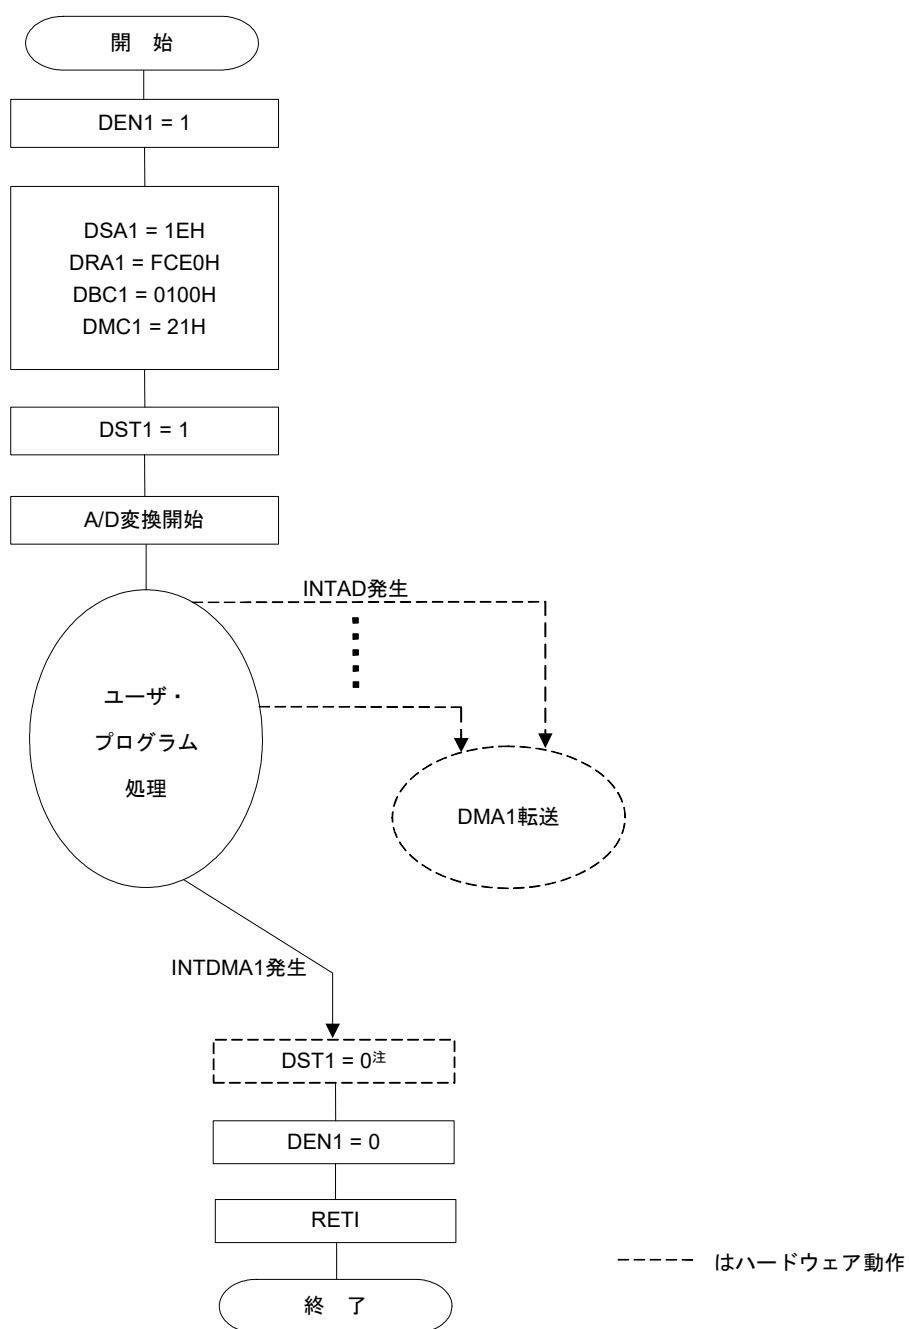 開 始
DEN1 = 1
DSA1 = 1EH
DRA1 = FCE0H
DBC1 = 0100H
DMC1 = 21H
DST1 = 1
A/D変換開始
INTAD発生
ユーザ・
プログラム
処理
DMA1転送
INTDMA1発生
DST1 = 0注
DEN1 = 0
RETI
はハードウェア動作
終 了